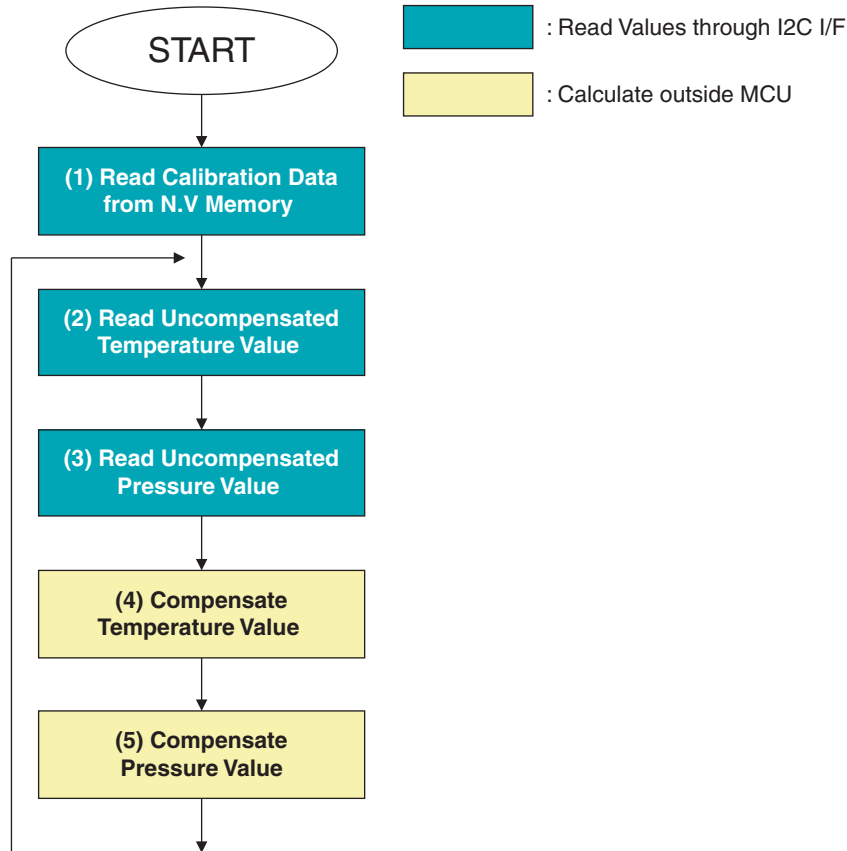 START
: Read Values through I2C I/F
: Calculate outside MCU
(1) Read Calibration Data
from N.V Memory
(2) Read Uncompensated
Temperature Value
(3) Read Uncompensated
Pressure Value
(4) Compensate
Temperature Value
(5) Compensate
Pressure Value